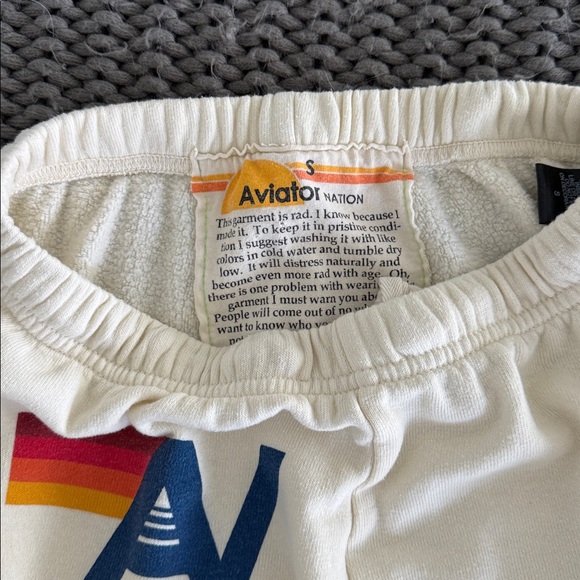 S
Aviator NATION
This garment is rad. I know because I
made it. To keep it in pristine condi-
tion I suggest washing it with like
colors in cold water and tumble dry
low. It will distress naturally and
become even more rad with age. Oh,
there is one problem with
garment I must warn you
People will come out of
want to know who
S
A